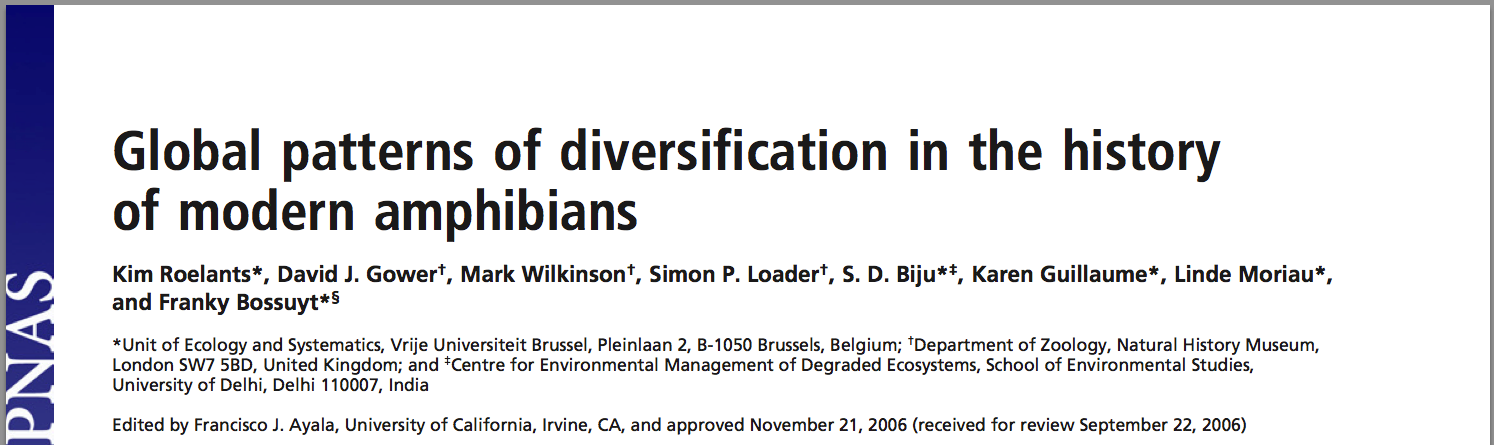 Global patterns of diversification in the history
of modern amphibians
Kim Roelants*, David J. Gower†, Mark Wilkinson†, Simon P. Loader†, S. D. Biju*‡, Karen Guillaume*, Linde Moriau*,
and Franky Bossuyt*§
*Unit of Ecology and Systematics, Vrije Universiteit Brussel, Pleinlaan 2, B-1050 Brussels, Belgium; †Department of Zoology, Natural History Museum,
London SW7 5BD, United Kingdom; and ‡Centre for Environmental Management of Degraded Ecosystems, School of Environmental Studies,
University of Delhi, Delhi 110007, India
Edited by Francisco J. Ayala, University of California, Irvine, CA, and approved November 21, 2006 (received for review September 22, 2006)
PNAS